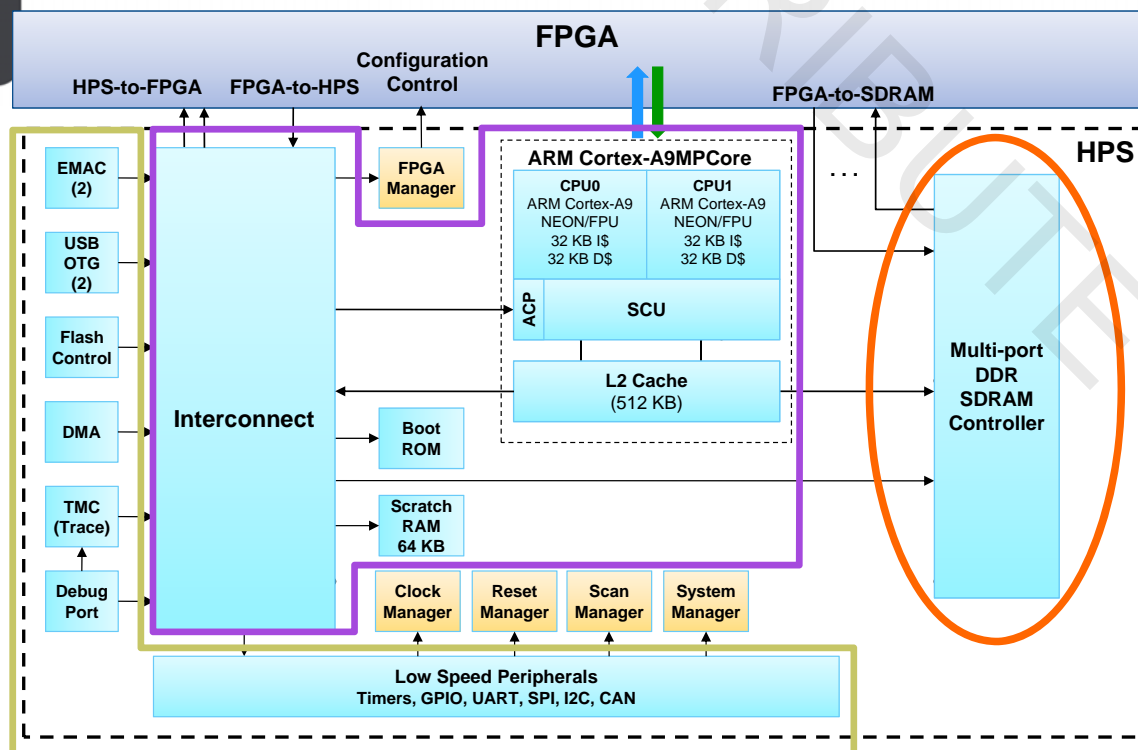 FPGA
Configuration
Control
HPS-to-FPGA
FPGA-to-HPS
FPGA-to-SDRAM
HPS
EMAC
(2)
USB
OTG
(2)
Flash
Control
DMA
TMC
(Trace)
Debug
Port
Interconnect
FPGA
Manager
ARM Cortex-A9MPCore
CPU0
ARM Cortex-A9
NEON/FPU
32 KB I$
32 KB D$
CPU1
ARM Cortex-A9
NEON/FPU
32 KB I$
32 KB D$
ACP
SCU
L2 Cache
(512 KB)
Boot
ROM
Scratch
RAM
64 KB
. . .
Multi-port
DDR
SDRAM
Controller
Clock
Manager
Reset
Manager
Scan
Manager
System
Manager
Low Speed Peripherals
Timers, GPIO, UART, SPI, I2C, CAN
RIBUTE